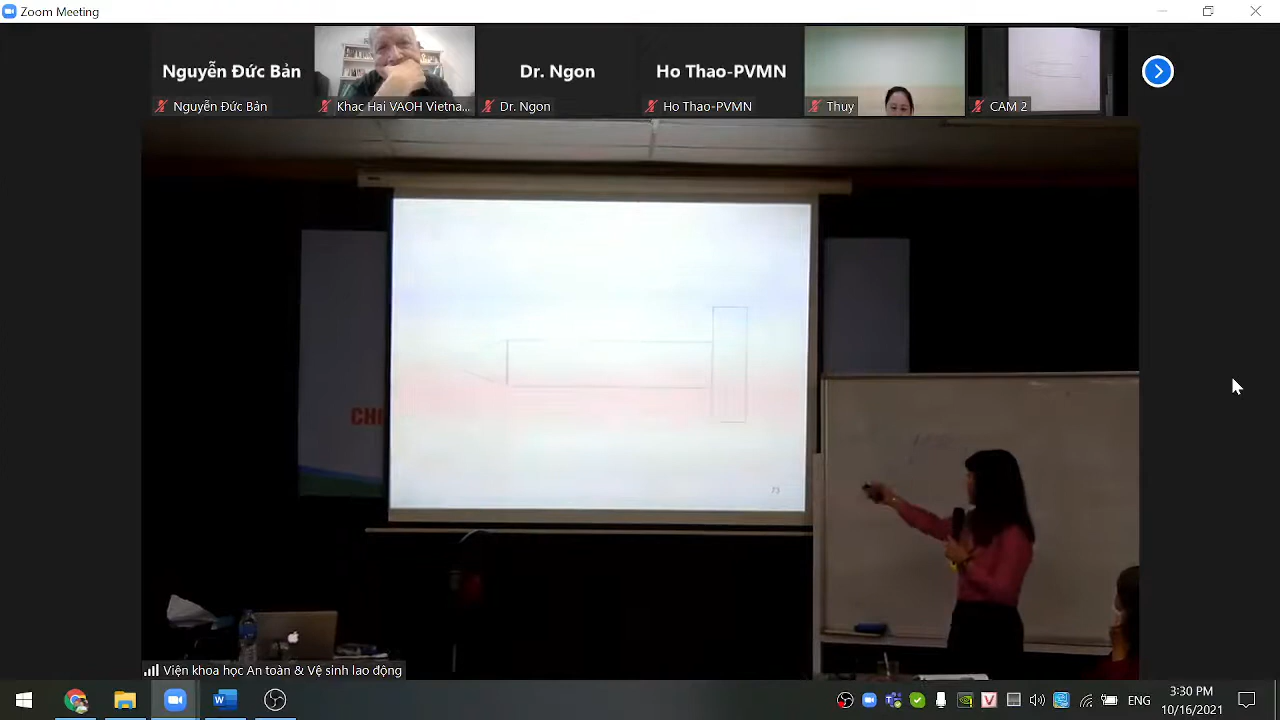 Zoom Meeting
Nguyễn Đức Bản
Dr. Ngon
Ho Thao-PVMN
Nguyễn Đức Bản
Khac Hai VAOH Vietna...
Dr. Ngon
Ho Thao-PVMN
Thuy
CAM 2
CH
73
Viện khoa học An toàn & Vệ sinh lao động
ENG
3:30 PM
10/16/2021